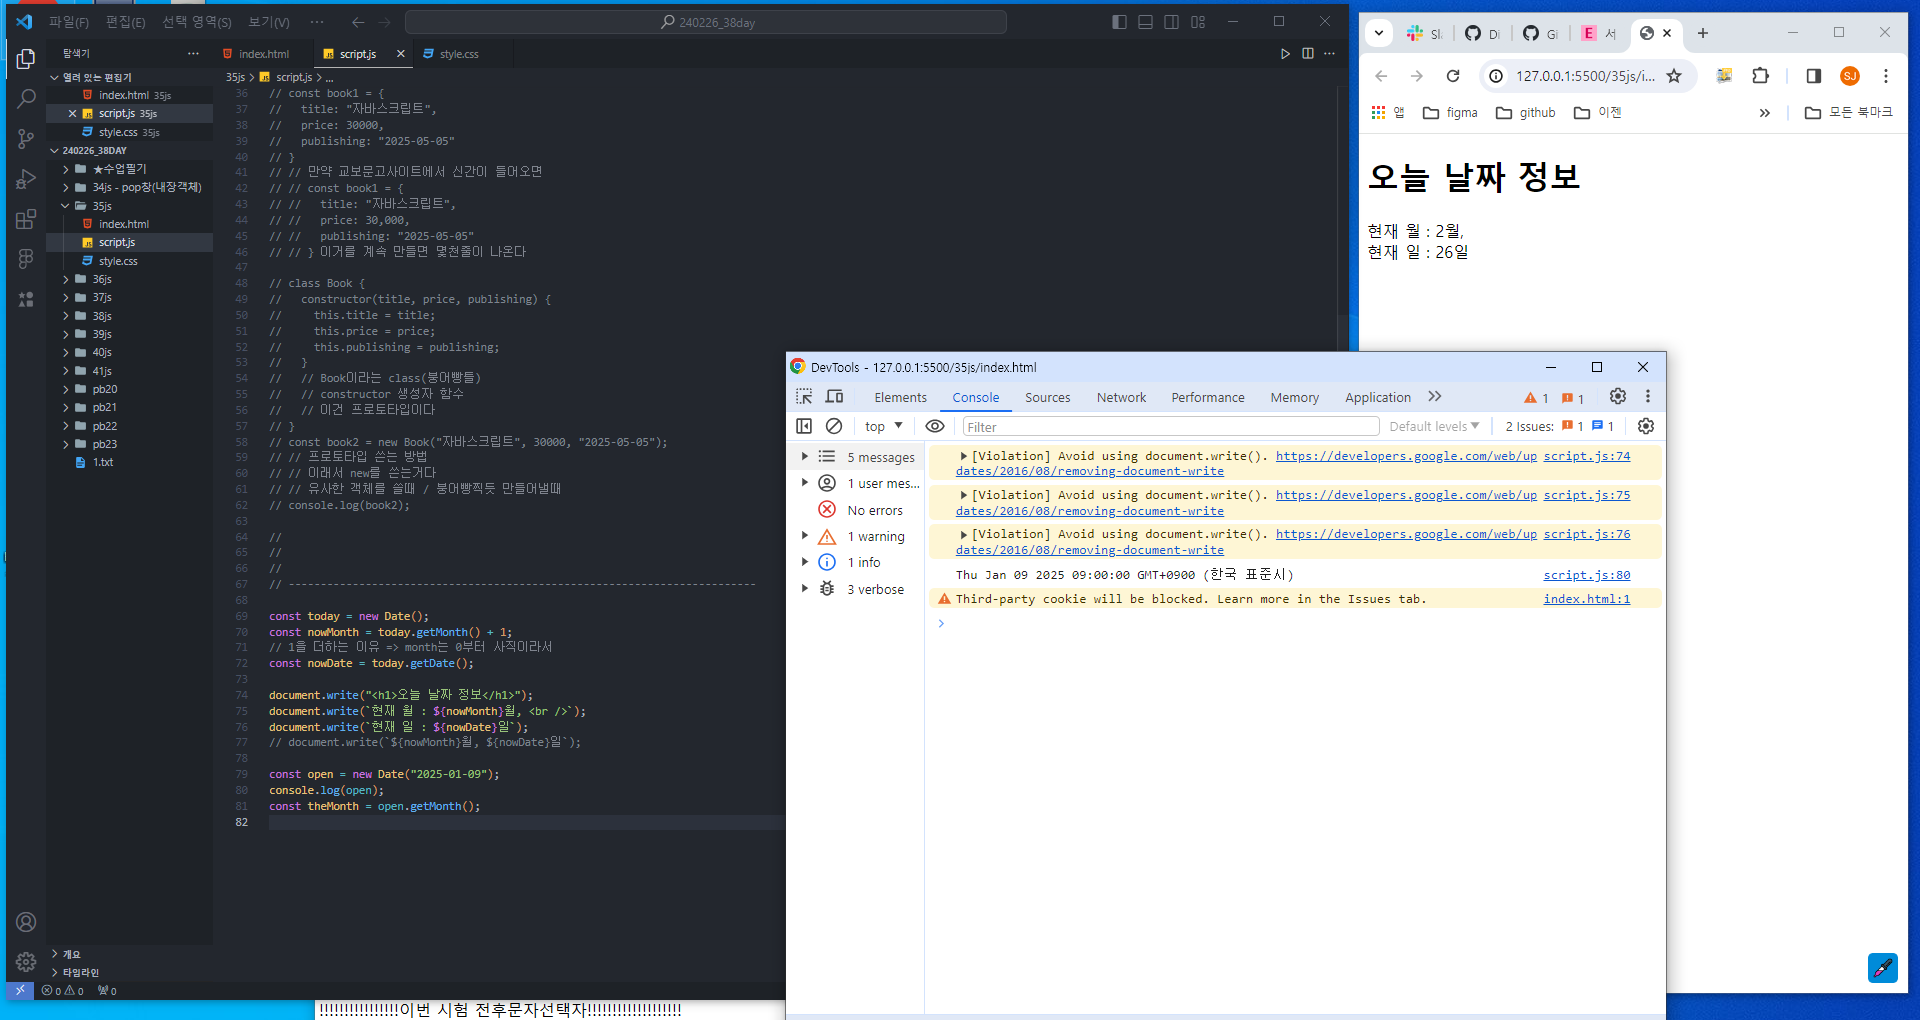 파일(F) 편집(E) 선택 영역(S) 보기(V) ··· 240226_38day
탐색기 ···
열려 있는 편집기
index.html 35js
script.js 35js
style.css 35js
240226_38DAY
★수업필기
34js - pop창(내장객체)
35js
index.html
script.js
style.css
36js
37js
38js
39js
40js
41js
pb20
pb21
pb22
pb23
1.txt
개요
타임라인
0 0 0
index.html script.js style.css
35js > script.js > ...
36 // const book1 = {
37 //   title: "자바스크립트",
38 //   price: 30000,
39 //   publishing: "2025-05-05"
40 // }
41 // // 만약 교보문고사이트에서 신간이 들어오면
42 // // const book1 = {
43 // //   title: "자바스크립트",
44 // //   price: 30,000,
45 // //   publishing: "2025-05-05"
46 // // } 이거를 계속 만들면 몇천줄이 나온다
47
48 // class Book {
49 //   constructor(title, price, publishing) {
50 //     this.title = title;
51 //     this.price = price;
52 //     this.publishing = publishing;
53 //   }
54 //   // Book이라는 class(붕어빵틀)
55 //   // constructor 생성자 함수
56 //   // 이건 프로토타입이다
57 // }
58 // const book2 = new Book("자바스크립트", 30000, "2025-05-05");
59 // // 프로토타입 쓰는 방법
60 // // 이래서 new를 쓴는거다
61 // // 유사한 객체를 쓸때 / 붕어빵찍듯 만들어낼때
62 // console.log(book2);
63
64 //
65 //
66 //
67 // -------------------------------------------------------------------------
68
69 const today = new Date();
70 const nowMonth = today.getMonth() + 1;
71 // 1을 더하는 이유 => month는 0부터 시작이라서
72 const nowDate = today.getDate();
73
74 document.write("<h1>오늘 날짜 정보</h1>");
75 document.write(`현재 월 : ${nowMonth}월, <br />`);
76 document.write(`현재 일 : ${nowDate}일`);
77 // document.write(`${nowMonth}월, ${nowDate}일`);
78
79 const open = new Date("2025-01-09");
80 console.log(open);
81 const theMonth = open.getMonth();
82
!!!!!!!!!!!!!!!!이번 시험 전후문자선택자!!!!!!!!!!!!!!!!!!!
Sl Di Gi E 서
127.0.0.1:5500/35js/i... SJ
앱 figma github 이젠 » 모든 북마크
오늘 날짜 정보
현재 월 : 2월,
현재 일 : 26일
DevTools - 127.0.0.1:5500/35js/index.html
Elements Console Sources Network Performance Memory Application » 1 1
top Filter Default levels 2 Issues: 1 1
5 messages
1 user mes...
No errors
1 warning
1 info
3 verbose
[Violation] Avoid using document.write(). https://developers.google.com/web/up script.js:74
dates/2016/08/removing-document-write
[Violation] Avoid using document.write(). https://developers.google.com/web/up script.js:75
dates/2016/08/removing-document-write
[Violation] Avoid using document.write(). https://developers.google.com/web/up script.js:76
dates/2016/08/removing-document-write
Thu Jan 09 2025 09:00:00 GMT+0900 (한국 표준시) script.js:80
Third-party cookie will be blocked. Learn more in the Issues tab. index.html:1